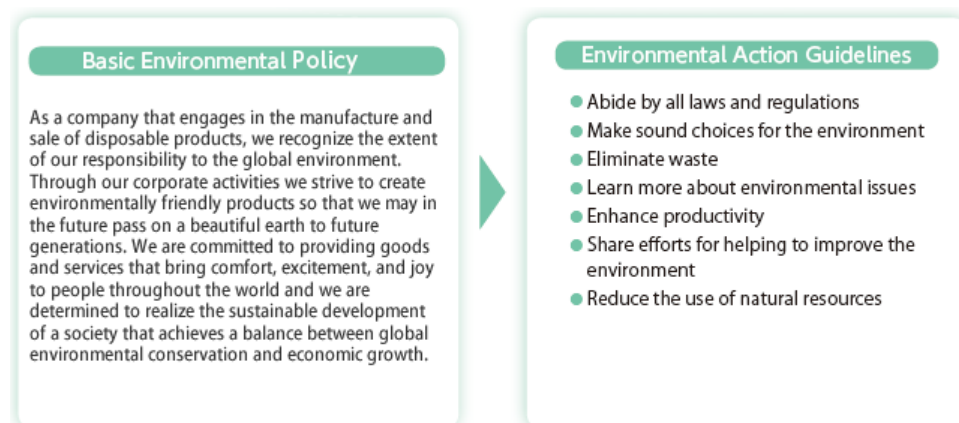 Basic Environmental Policy
As a company that engages in the manufacture and
sale of disposable products, we recognize the extent
of our responsibility to the global environment.
Through our corporate activities we strive to create
environmentally friendly products so that we may in
the future pass on a beautiful earth to future
generations. We are committed to providing goods
and services that bring comfort, excitement, and joy
to people throughout the world and we are
determined to realize the sustainable development
of a society that achieves a balance between global
environmental conservation and economic growth.
Environmental Action Guidelines
● Abide by all laws and regulations
● Make sound choices for the environment
● Eliminate waste
● Learn more about environmental issues
● Enhance productivity
● Share efforts for helping to improve the
environment
● Reduce the use of natural resources